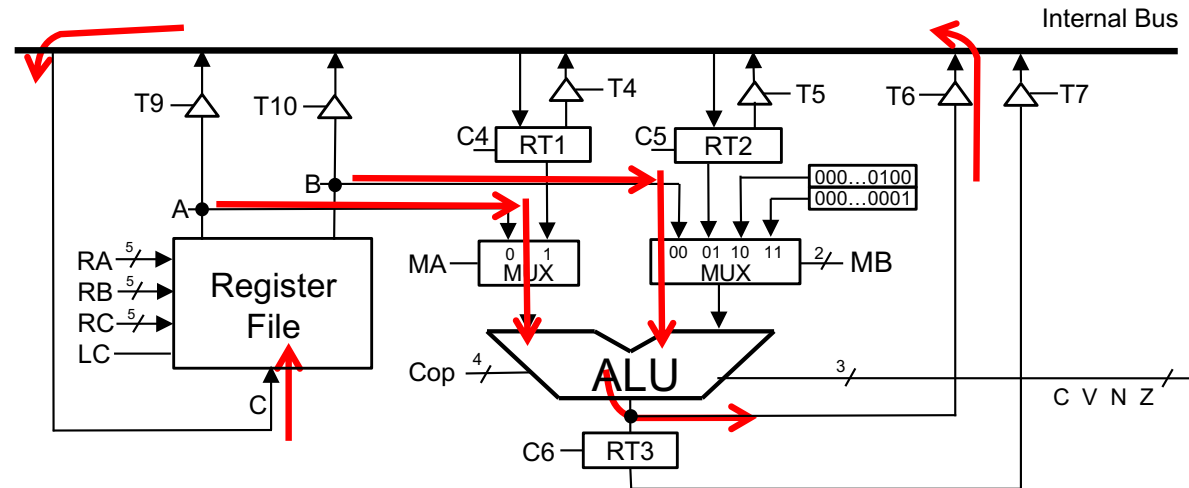 Internal Bus
T9
T10
T4
T5
T6
T7
C4
RT1
C5
RT2
000...0100
000...0001
B
A
RA
5
RB
5
RC
5
LC
Register
File
C
MA
0 1
MUX
00 01 10 11
MUX
2
MB
Cop
4
ALU
3
C V N Z
C6
RT3